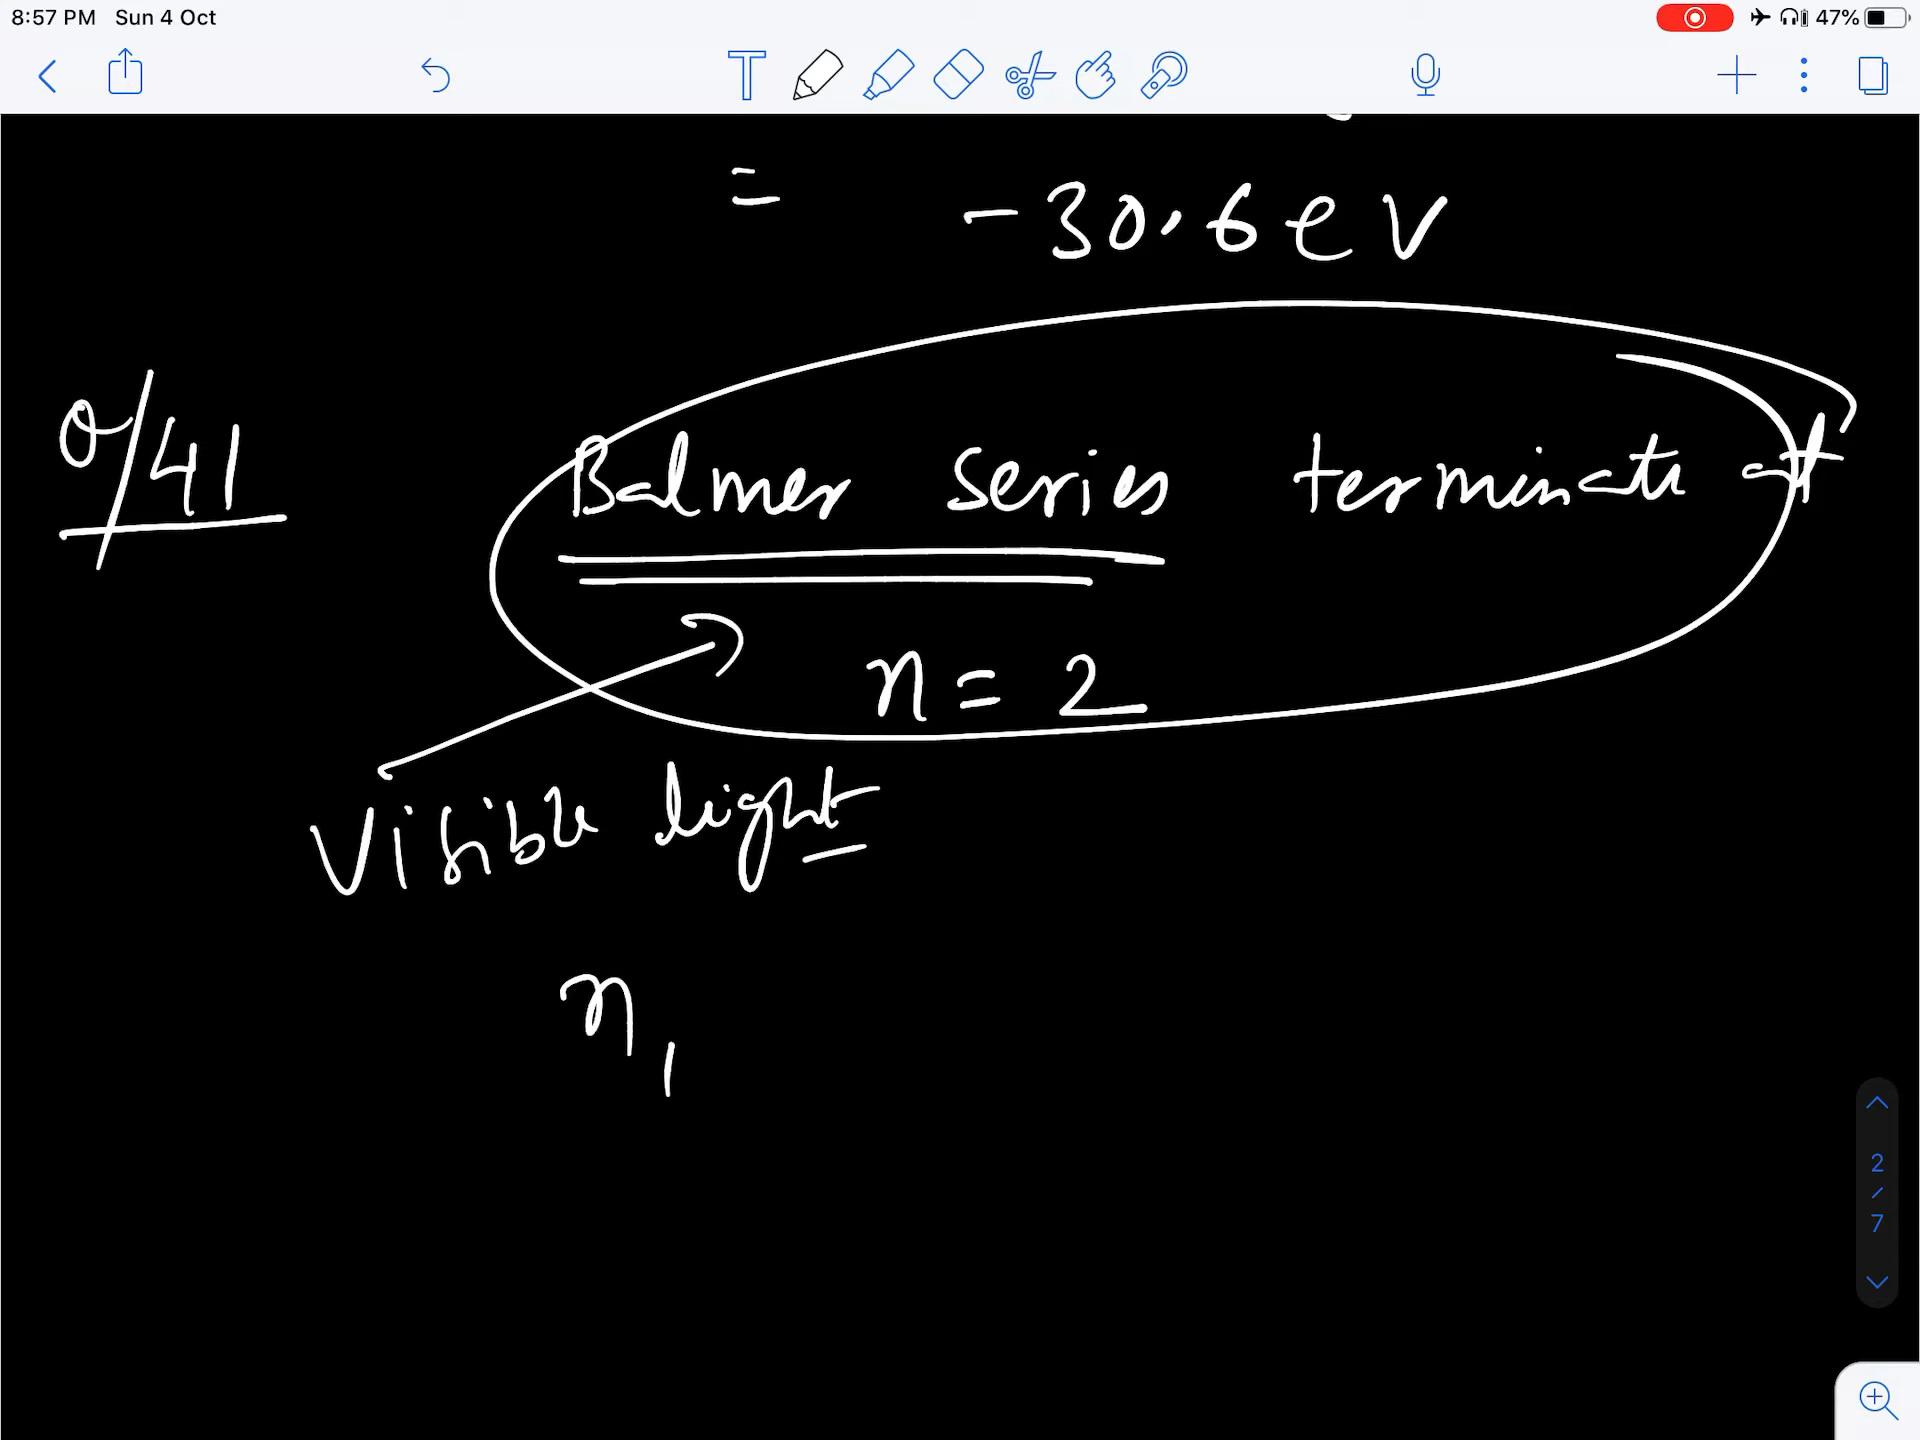 8:57 PM Sun 4 Oct 47%
T
= -30.6 eV
Q/41 Balmer series terminate at
n = 2
Visible light
n1
2
/
7